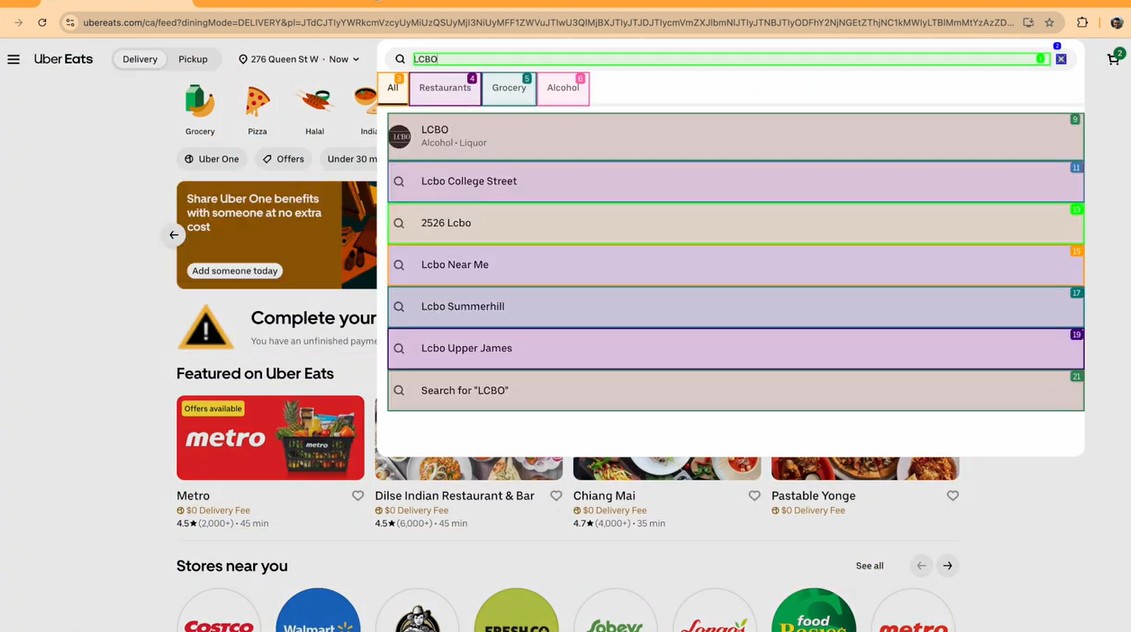 ubereats.com/ca/feed?diningMode=DELIVERY&pl=
Uber Eats
Delivery
Pickup
276 Queen St W · Now
LCBO
1
2
All
3
Restaurants
4
Grocery
5
Alcohol
6
2
Grocery
Pizza
Halal
Uber One
Offers
Under 30 m
LCBO
LCBO
Alcohol · Liquor
9
Lcbo College Street
11
2526 Lcbo
Lcbo Near Me
15
Lcbo Summerhill
17
Lcbo Upper James
19
Search for "LCBO"
21
Share Uber One benefits
with someone at no extra
cost
Add someone today
Complete your
You have an unfinished payme
Featured on Uber Eats
Offers available
metro
metro
Metro
$0 Delivery Fee
4.5★(2,000+) · 45 min
Dilse Indian Restaurant & Bar
$0 Delivery Fee
4.5★(6,000+) · 45 min
Chiang Mai
$0 Delivery Fee
4.7★(4,000+) · 35 min
Pastable Yonge
$0 Delivery Fee
Stores near you
See all
COSTCO
Walmart
FRESHCO
Sobeys
Longo's
food
Basics
metro